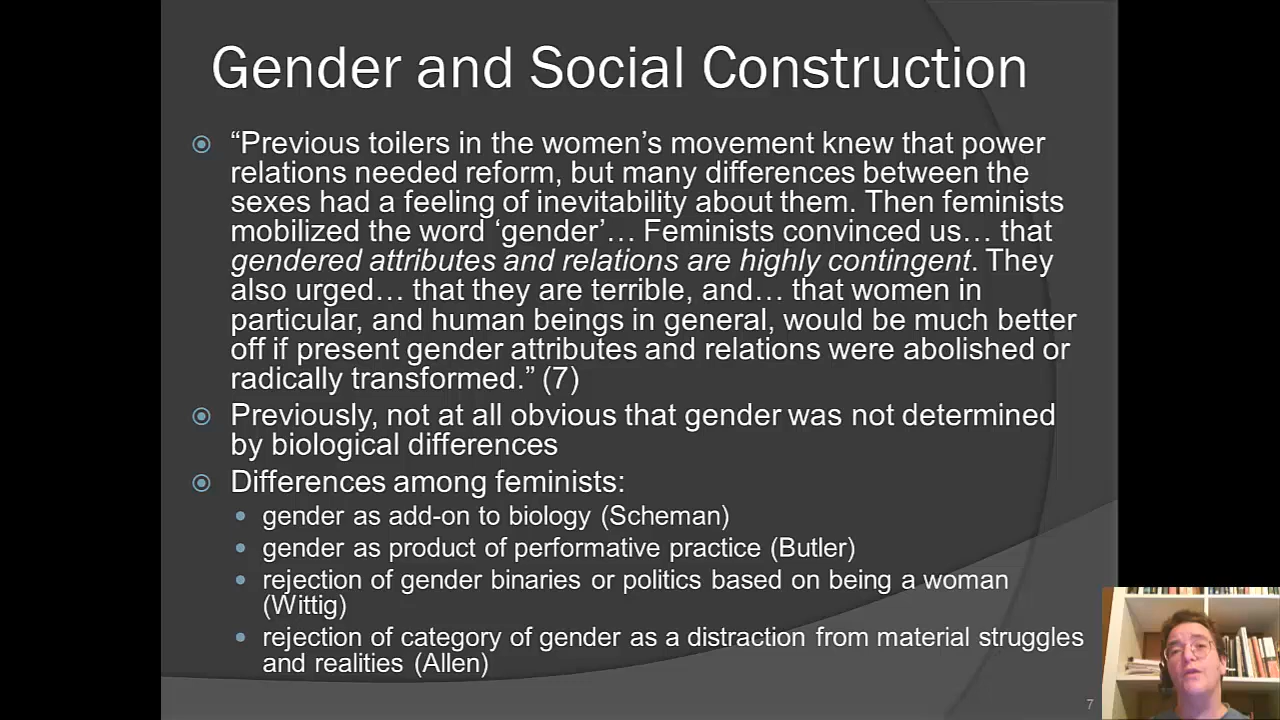 Gender and Social Construction
“Previous toilers in the women’s movement knew that power
relations needed reform, but many differences between the
sexes had a feeling of inevitability about them. Then feminists
mobilized the word ‘gender’… Feminists convinced us… that
gendered attributes and relations are highly contingent. They
also urged… that they are terrible, and… that women in
particular, and human beings in general, would be much better
off if present gender attributes and relations were abolished or
radically transformed.” (7)
Previously, not at all obvious that gender was not determined
by biological differences
Differences among feminists:
gender as add-on to biology (Scheman)
gender as product of performative practice (Butler)
rejection of gender binaries or politics based on being a woman
(Wittig)
rejection of category of gender as a distraction from material struggles
and realities (Allen)
7